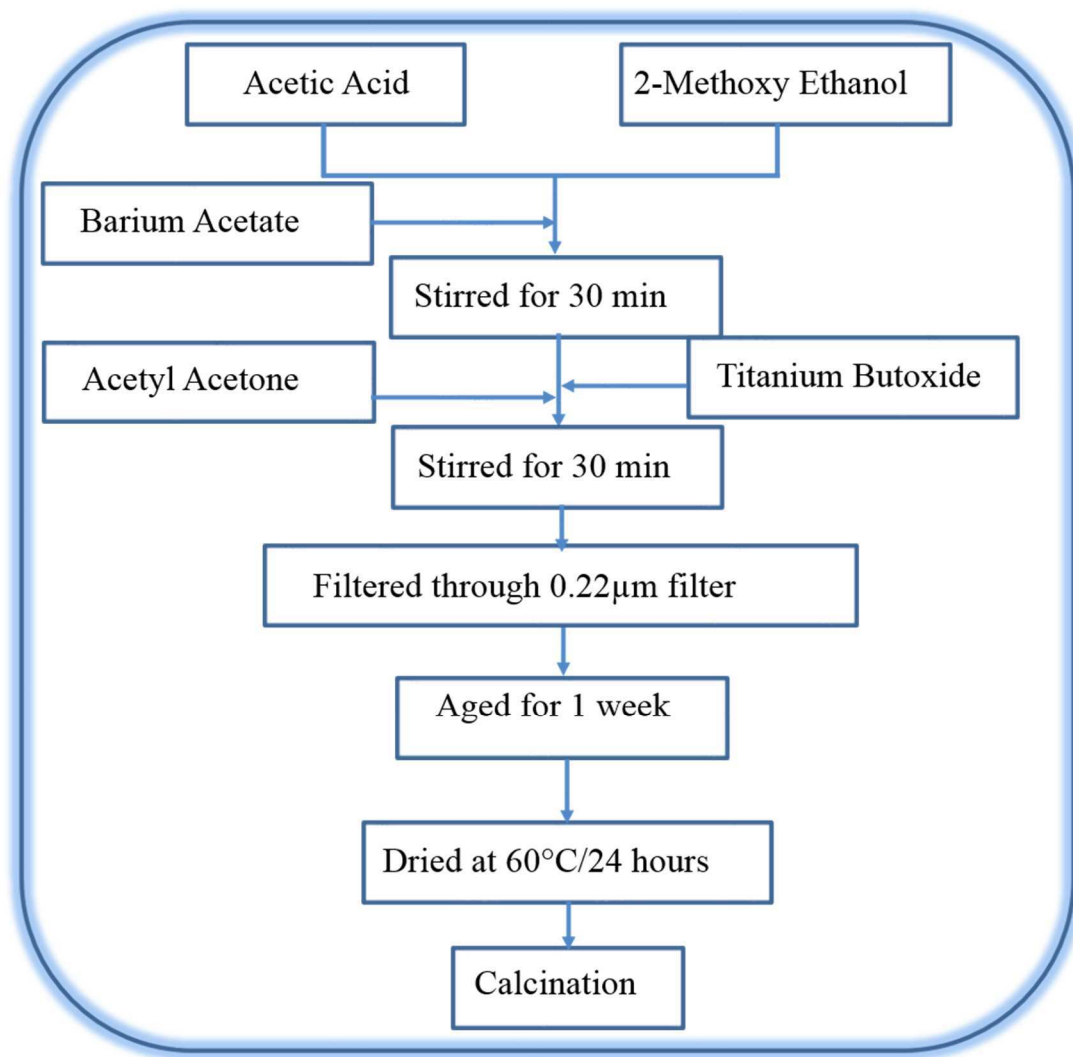 Acetic Acid
2-Methoxy Ethanol
Barium Acetate
Stirred for 30 min
Acetyl Acetone
Titanium Butoxide
Stirred for 30 min
Filtered through 0.22µm filter
Aged for 1 week
Dried at 60°C/24 hours
Calcination